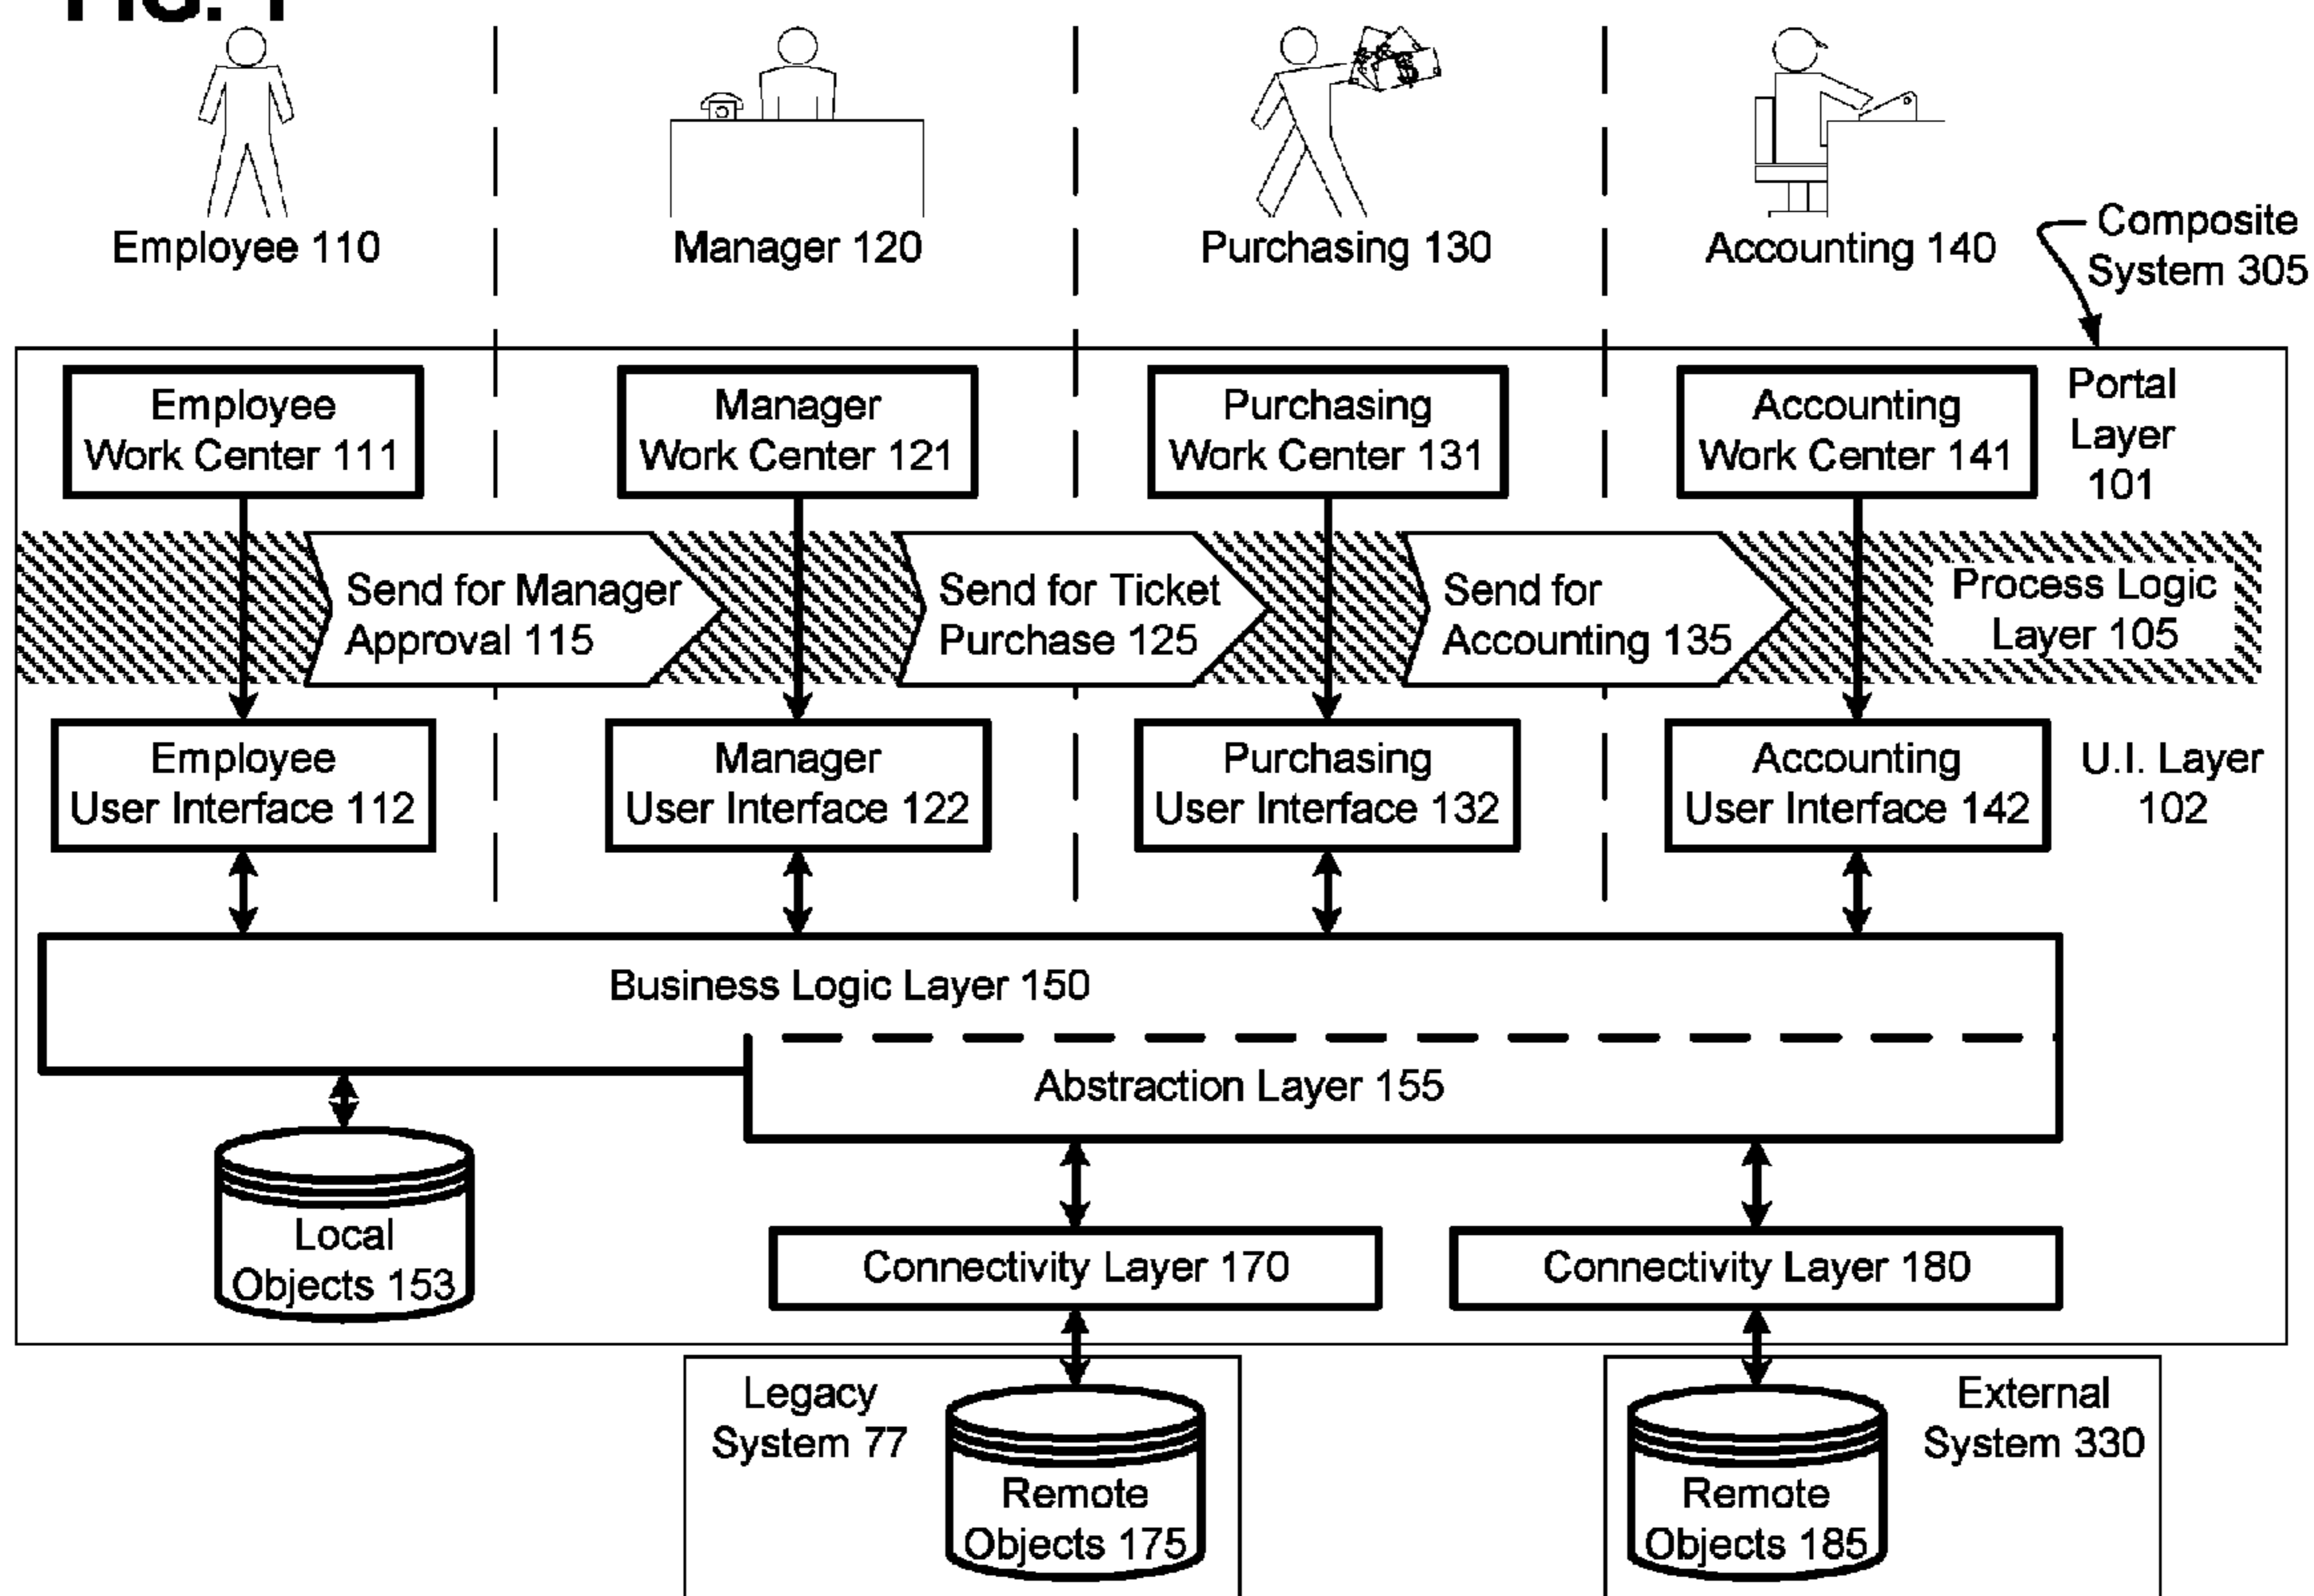 FIG. 1
Employee 110
Manager 120
Purchasing 130
Accounting 140
Composite
System 305
Employee
Work Center 111
Manager
Work Center 121
Purchasing
Work Center 131
Accounting
Work Center 141
Portal
Layer
101
Send for Manager
Approval 115
Send for Ticket
Purchase 125
Send for
Accounting 135
Process Logic
Layer 105
Employee
User Interface 112
Manager
User Interface 122
Purchasing
User Interface 132
Accounting
User Interface 142
U.I. Layer
102
Business Logic Layer 150
Abstraction Layer 155
Local
Objects 153
Connectivity Layer 170
Connectivity Layer 180
Legacy
System 77
Remote
Objects 175
Remote
Objects 185
External
System 330